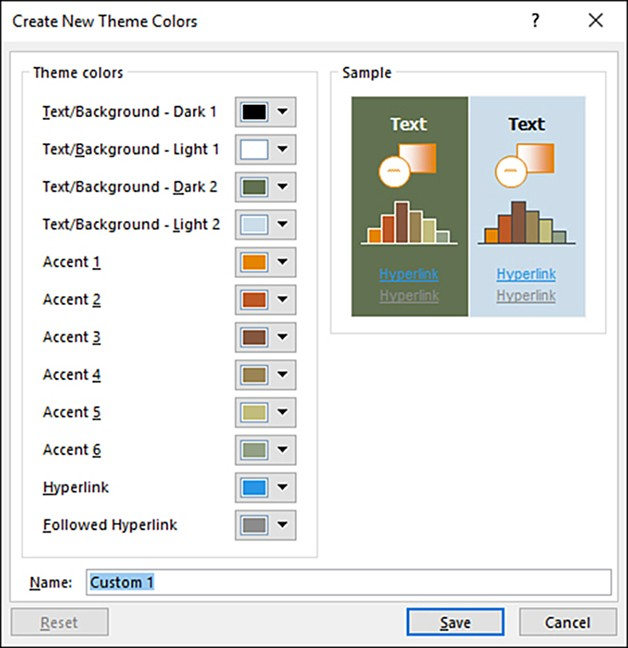 Create New Theme Colors
?
Theme colors
Text/Background - Dark 1
Text/Background - Light 1
Text/Background - Dark 2
Text/Background - Light 2
Accent 1
Accent 2
Accent 3
Accent 4
Accent 5
Accent 6
Hyperlink
Followed Hyperlink
Sample
Text Text
Hyperlink Hyperlink
Hyperlink Hyperlink
Name: Custom 1
Reset Save Cancel